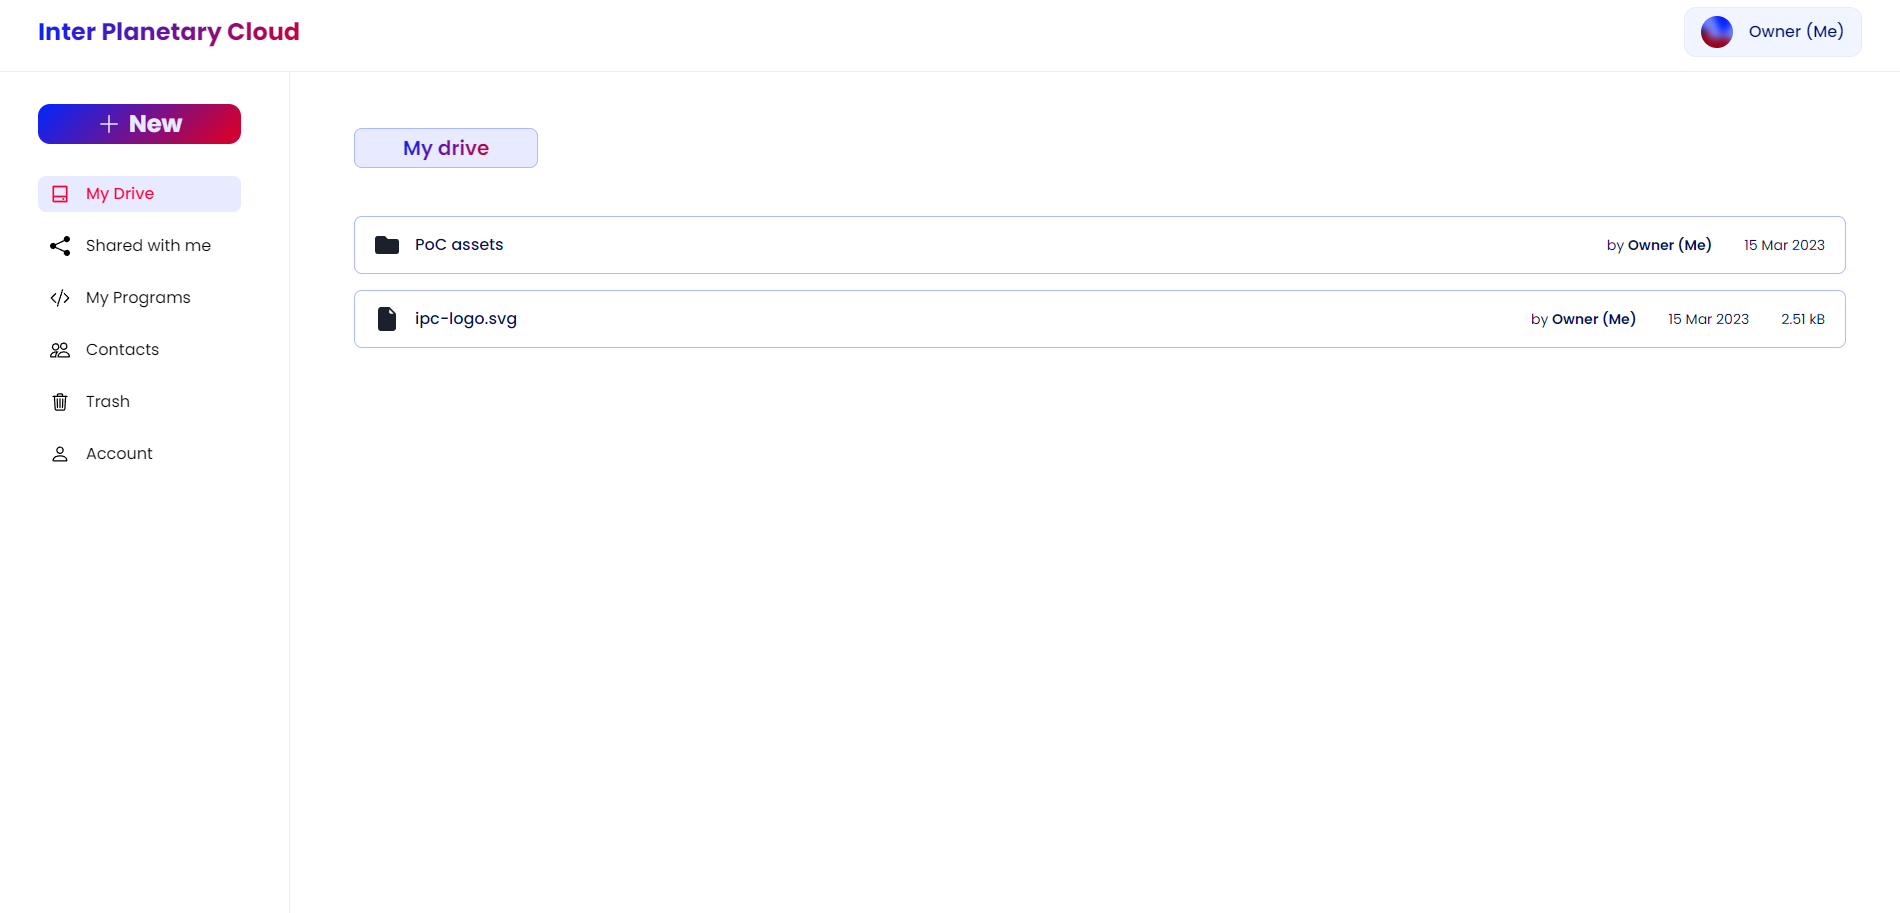 Inter Planetary Cloud
Owner (Me)
New
My Drive
Shared with me
My Programs
Contacts
Trash
Account
My drive
PoC assets by Owner (Me) 15 Mar 2023
ipc-logo.svg by Owner (Me) 15 Mar 2023 2.51 kB